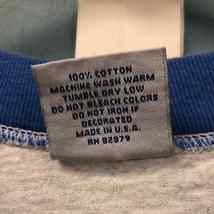 100% COTTON
MACHINE WASH WARM
TUMBLE DRY LOW
DO NOT BLEACH COLORS
DO NOT IRON IF
DECORATED
MADE IN U.S.A.
RN 82879